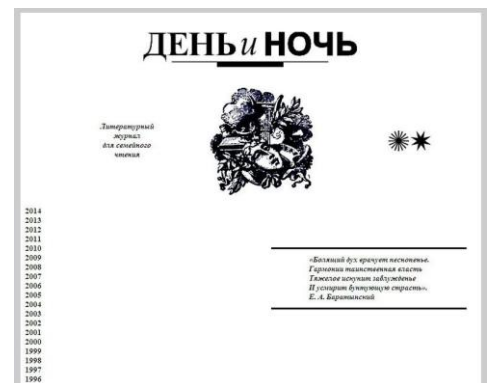 ДЕНЬ и НОЧЬ
Литературный
журнал
для семейного
чтения
2014
2013
2012
2011
2010
2009
2008
2007
2006
2005
2004
2003
2002
2001
2000
1999
1998
1997
1996
«Болящий дух врачует песнопенье.
Гармонии таинственная власть
Тяжелое искупит заблужденье
И усмирит бунтующую страсть».
Е. А. Баратынский